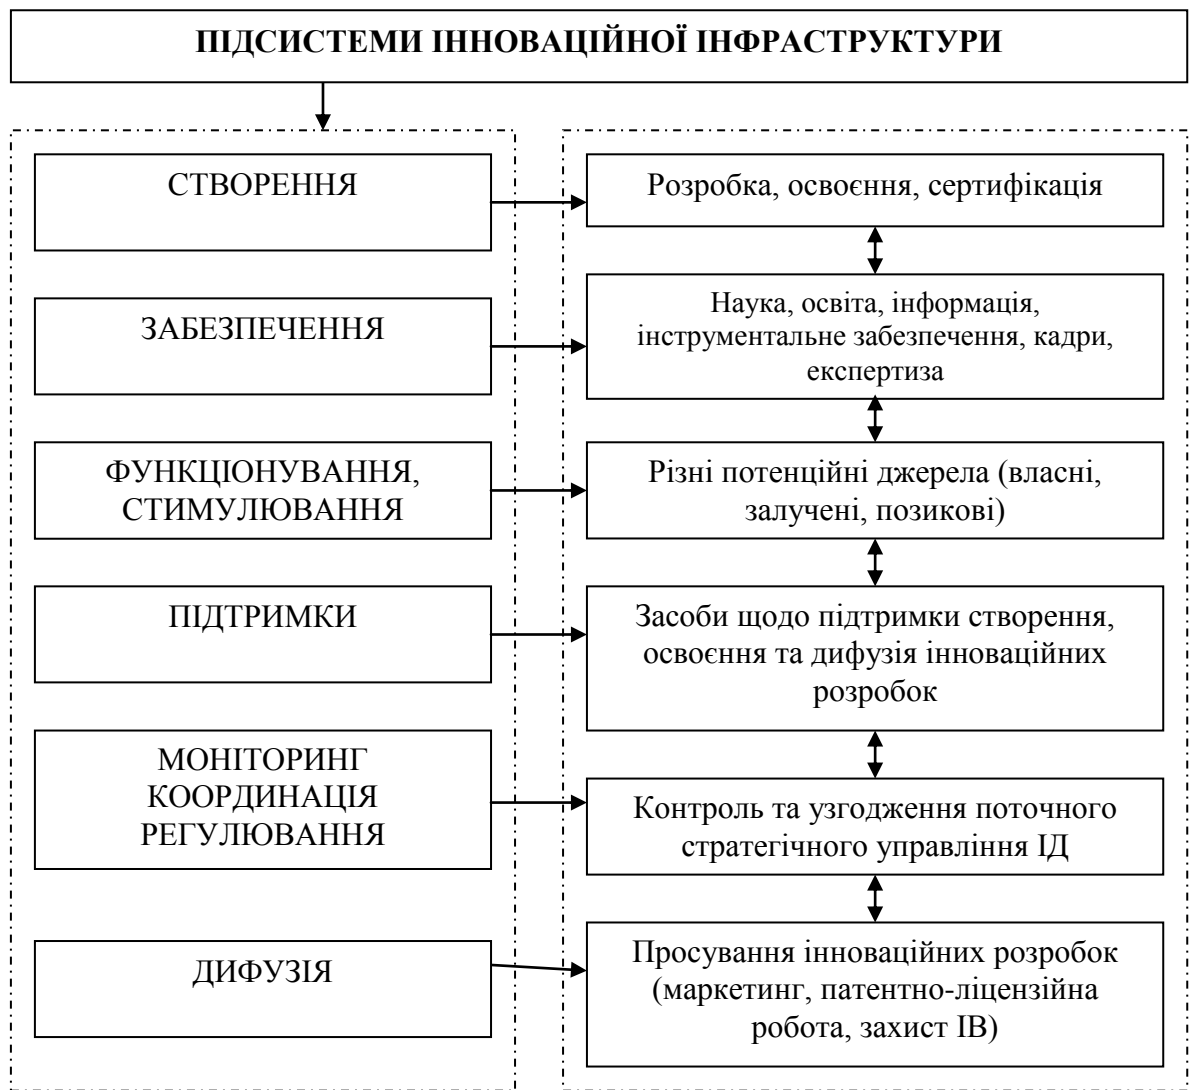 ПІДСИСТЕМИ ІННОВАЦІЙНОЇ ІНФРАСТРУКТУРИ
СТВОРЕННЯ
Розробка, освоєння, сертифікація
ЗАБЕЗПЕЧЕННЯ
Наука, освіта, інформація,
інструментальне забезпечення, кадри,
експертиза
ФУНКЦІОНУВАННЯ,
СТИМУЛЮВАННЯ
Різні потенційні джерела (власні,
залучені, позикові)
ПІДТРИМКИ
Засоби щодо підтримки створення,
освоєння та дифузія інноваційних
розробок
МОНІТОРИНГ
КООРДИНАЦІЯ
РЕГУЛЮВАННЯ
Контроль та узгодження поточного
стратегічного управління ІД
ДИФУЗІЯ
Просування інноваційних розробок
(маркетинг, патентно-ліцензійна
робота, захист ІВ)